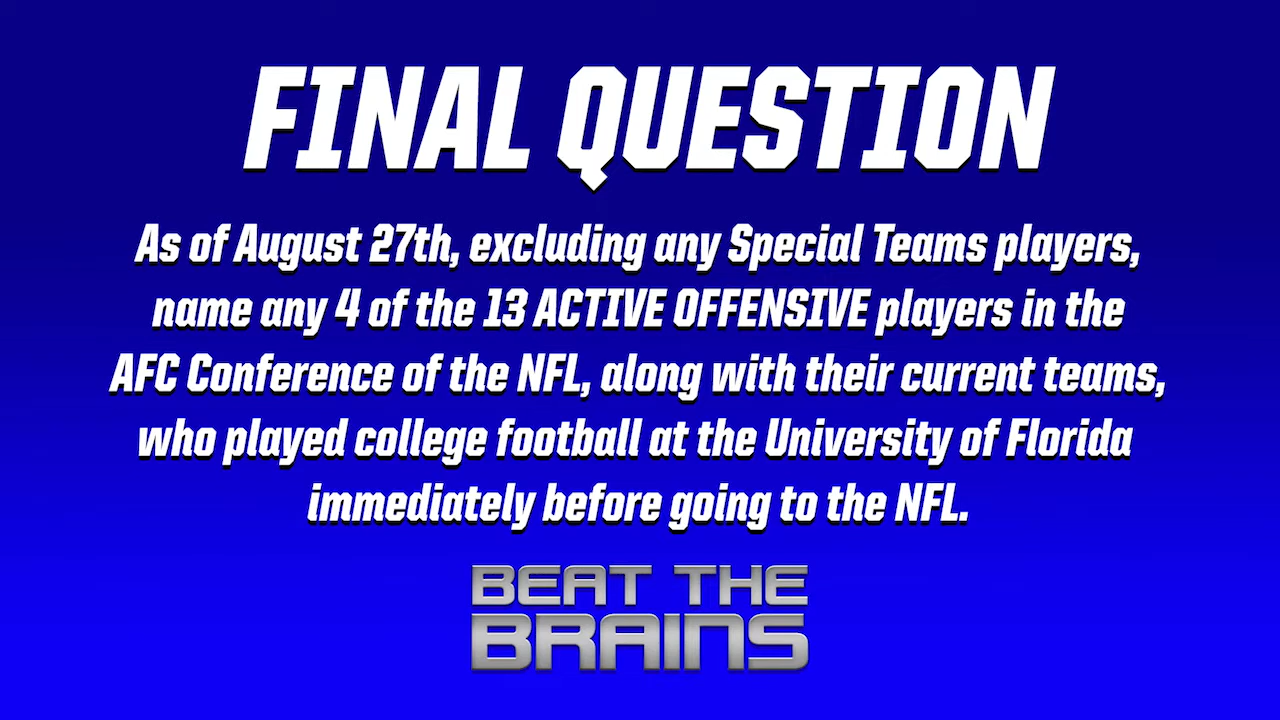 FINAL QUESTION
As of August 27th, excluding any Special Teams players,
name any 4 of the 13 ACTIVE OFFENSIVE players in the
AFC Conference of the NFL, along with their current teams,
who played college football at the University of Florida
immediately before going to the NFL.
BEAT THE
BRAINS